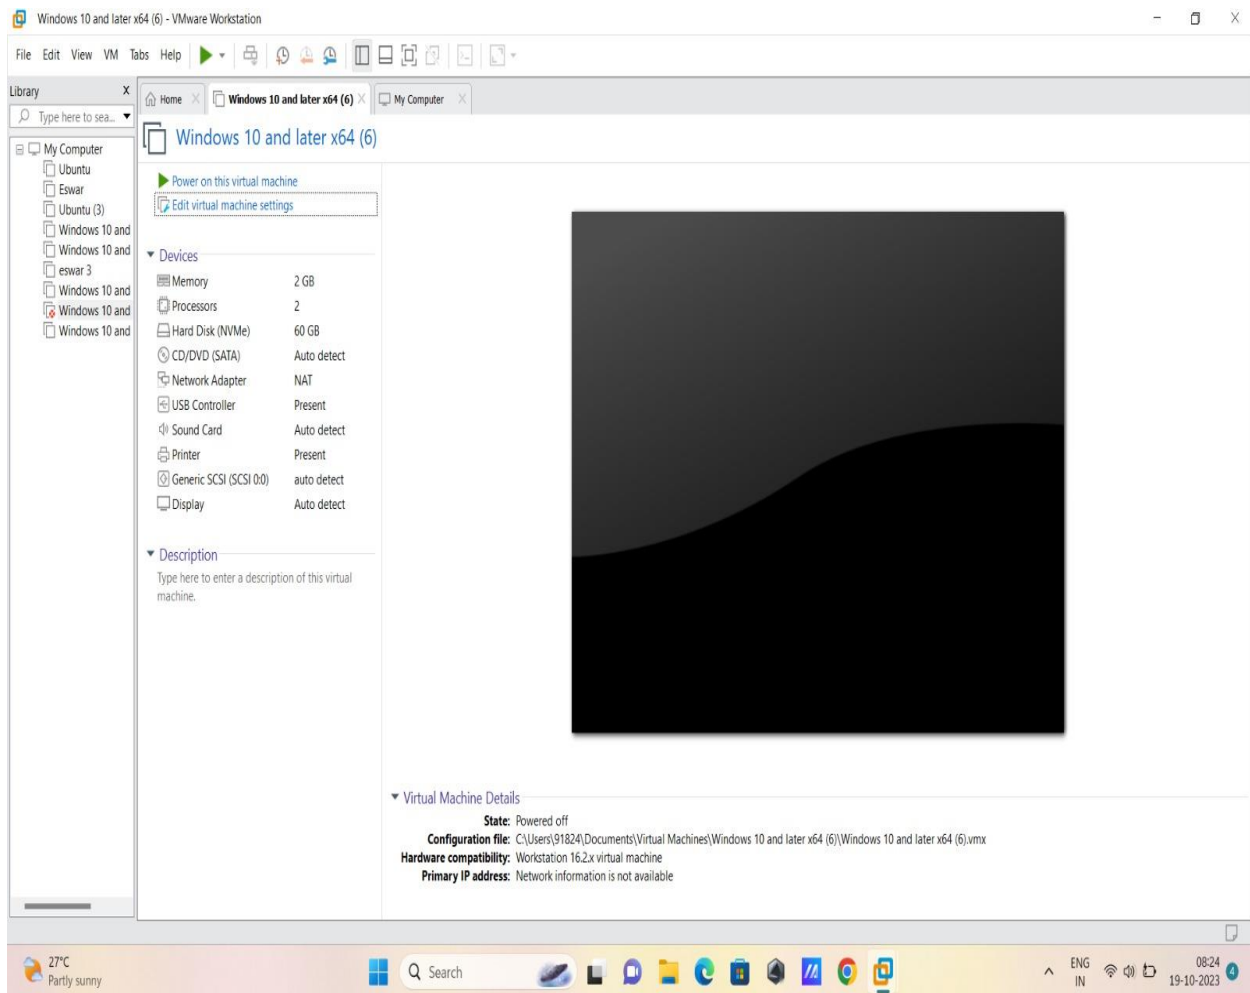 Windows 10 and later x64 (6) - VMware Workstation
File Edit View VM Tabs Help
Library X
Type here to sea...
My Computer
Ubuntu
Eswar
Ubuntu (3)
Windows 10 and
Windows 10 and
eswar 3
Windows 10 and
Windows 10 and
Windows 10 and
Home
Windows 10 and later x64 (6)
My Computer
Windows 10 and later x64 (6)
Power on this virtual machine
Edit virtual machine settings
Devices
Memory 2 GB
Processors 2
Hard Disk (NVMe) 60 GB
CD/DVD (SATA) Auto detect
Network Adapter NAT
USB Controller Present
Sound Card Auto detect
Printer Present
Generic SCSI (SCSI 0:0) auto detect
Display Auto detect
Description
Type here to enter a description of this virtual
machine.
Virtual Machine Details
State: Powered off
Configuration file: C:\Users\91824\Documents\Virtual Machines\Windows 10 and later x64 (6)\Windows 10 and later x64 (6).vmx
Hardware compatibility: Workstation 16.2.x virtual machine
Primary IP address: Network information is not available
27°C
Partly sunny
Search
ENG
IN
08:24
19-10-2023
4